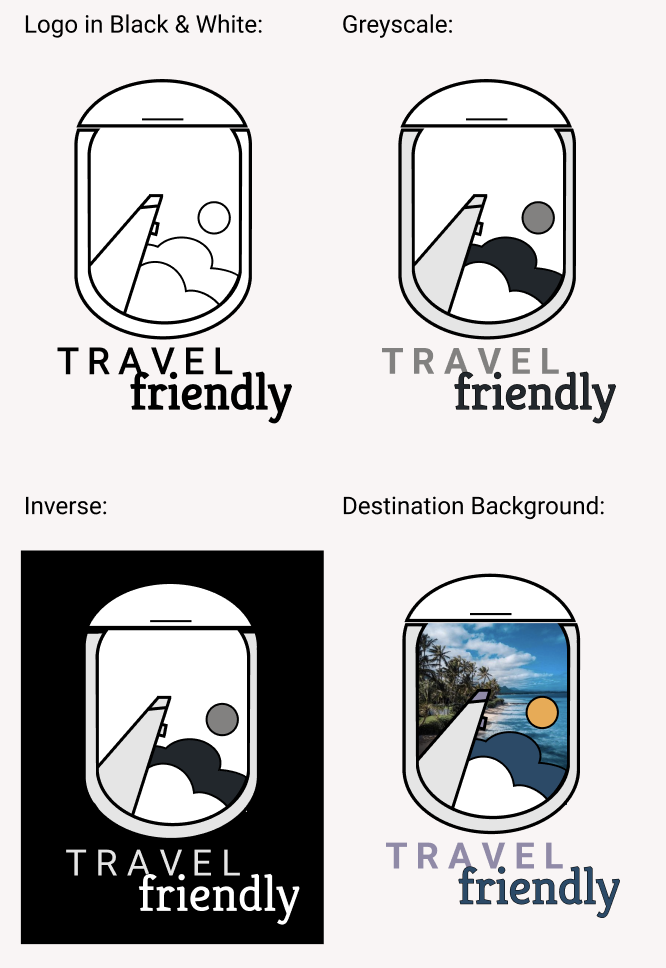 Logo in Black & White:
Greyscale:
TRAVEL
friendly
TRAVEL
friendly
Inverse:
Destination Background:
TRAVEL
friendly
TRAVEL
friendly